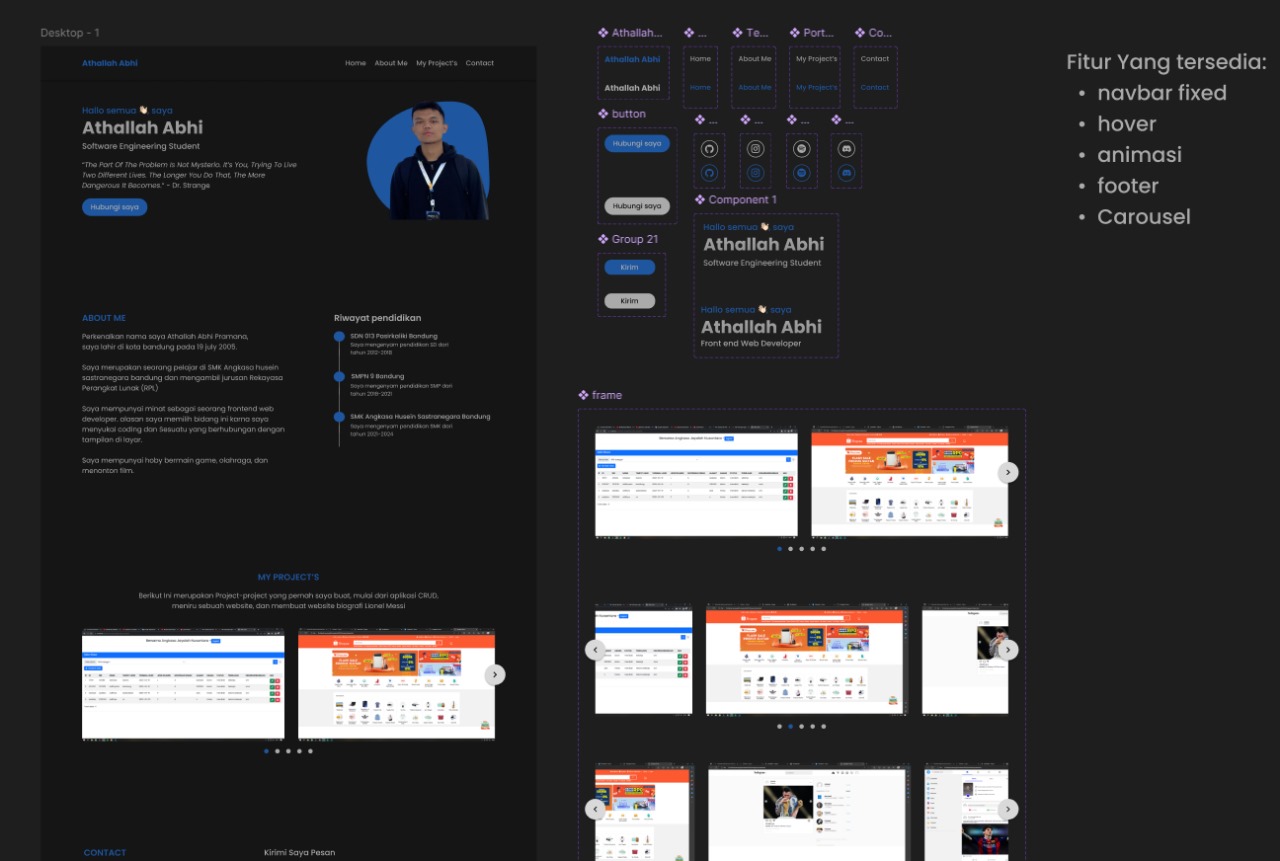 Desktop - 1
Athallah Abhi
Home About Me My Project's Contact
Hallo semua 👋🏻 saya
Athallah Abhi
Software Engineering Student
"The Part Of The Problem Is Not Mysterio. It's You, Trying To Live
Two Different Lives. The Longer You Do That, The More
Dangerous It Becomes." - Dr. Strange
Hubungi saya
ABOUT ME
Perkenalkan nama saya Athallah Abhi Pramana,
saya lahir di kota bandung pada 19 july 2005.
Saya merupakan seorang pelajar di SMK Angkasa husein
sastranegara bandung dan mengambil jurusan Rekayasa
Perangkat Lunak (RPL)
Saya mempunyai minat sebagai seorang frontend web
developer. alasan saya memilih bidang ini karna saya
menyukai coding dan Sesuatu yang berhubungan dengan
tampilan di layar.
Saya mempunyai hoby bermain game, olahraga, dan
menonton film.
Riwayat pendidikan
SDN 013 Pasirkaliki Bandung
Saya mengenyam pendidikan SD dari
tahun 2012-2018
SMPN 9 Bandung
Saya mengenyam pendidikan SMP dari
tahun 2018-2021
SMK Angkasa Husein Sastranegara Bandung
Saya mengenyam pendidikan SMK dari
tahun 2021-2024
MY PROJECT'S
Berikut Ini merupakan Project-project yang pernah saya buat, mulai dari aplikasi CRUD,
meniru sebuah website, dan membuat website biografi Lionel Messi
CONTACT
Kirimi Saya Pesan
Athallah... ... Te... Port... Co...
Athallah Abhi Home About Me My Project's Contact
Athallah Abhi Home About Me My Project's Contact
button
... ... ... ...
Hubungi saya
Hubungi saya
Group 21
Kirim
Kirim
Component 1
Hallo semua 👋🏻 saya
Athallah Abhi
Software Engineering Student
Hallo semua 👋🏻 saya
Athallah Abhi
Front end Web Developer
frame
Fitur Yang tersedia:
• navbar fixed
• hover
• animasi
• footer
• Carousel